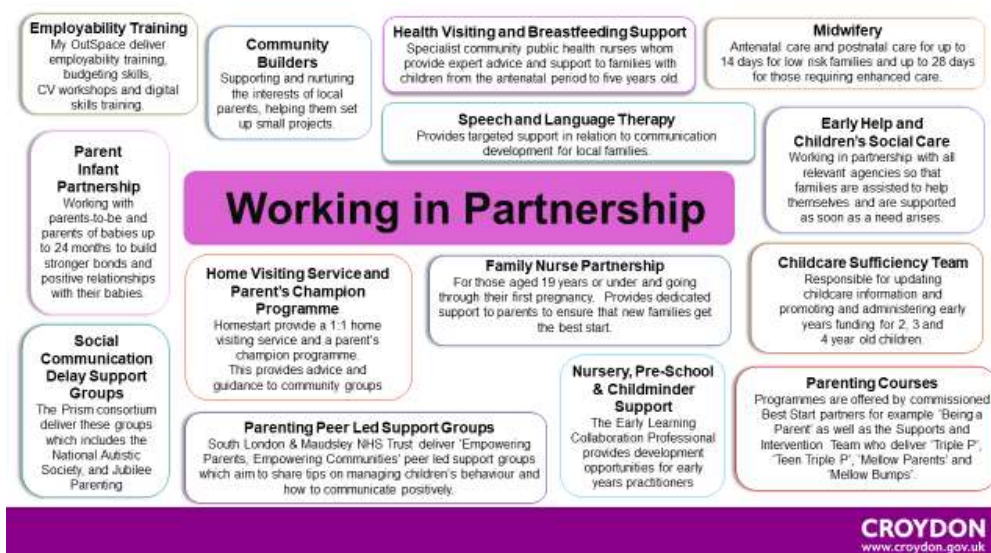 Employability Training
My OutSpace deliver
employability training,
budgeting skills,
CV workshops and digital
skills training.
Community
Builders
Supporting and nurturing
the interests of local
parents, helping them set
up small projects.
Health Visiting and Breastfeeding Support
Specialist community public health nurses whom
provide expert advice and support to families with
children from the antenatal period to five years old.
Midwifery
Antenatal care and postnatal care for up to
14 days for low risk families and up to 28 days
for those requiring enhanced care.
Speech and Language Therapy
Provides targeted support in relation to communication
development for local families.
Early Help and
Children's Social Care
Working in partnership with all
relevant agencies so that
families are assisted to help
themselves and are supported
as soon as a need arises.
Parent
Infant
Partnership
Working with
parents-to-be and
parents of babies up
to 24 months to build
stronger bonds and
positive relationships
with their babies.
Working in Partnership
Home Visiting Service and
Parent's Champion
Programme
Homestart provide a 1:1 home
visiting service and a parent's
champion programme.
This provides advice and
guidance to community groups
Family Nurse Partnership
For those aged 19 years or under and going
through their first pregnancy. Provides dedicated
support to parents to ensure that new families get
the best start.
Childcare Sufficiency Team
Responsible for updating
childcare information and
promoting and administering early
years funding for 2, 3 and
4 year old children.
Social
Communication
Delay Support
Groups
The Prism consortium
deliver these groups
which includes the
National Autistic
Society, and Jubilee
Parenting
Parenting Peer Led Support Groups
South London & Maudsley NHS Trust deliver 'Empowering
Parents, Empowering Communities' peer led support groups
which aim to share tips on managing children's behaviour and
how to communicate positively.
Nursery, Pre-School
& Childminder
Support
The Early Learning
Collaboration Professional
provides development
opportunities for early
years practitioners
Parenting Courses
Programmes are offered by commissioned
Best Start partners for example 'Being a
Parent' as well as the Supports and
Intervention Team who deliver 'Triple P',
'Teen Triple P', 'Mellow Parents' and
'Mellow Bumps'.
CROYDON
www.croydon.gov.uk